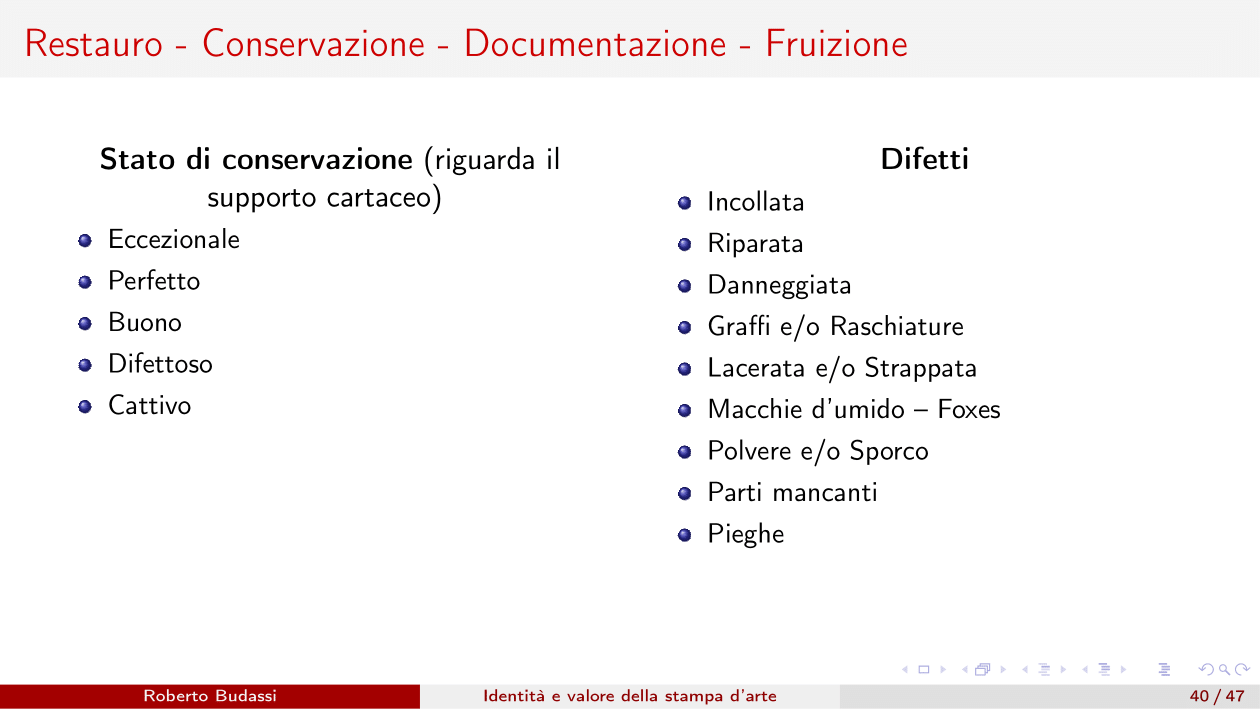 Restauro - Conservazione - Documentazione - Fruizione
Stato di conservazione (riguarda il
supporto cartaceo)
Eccezionale
Perfetto
Buono
Difettoso
Cattivo
Difetti
Incollata
Riparata
Danneggiata
Graffi e/o Raschiature
Lacerata e/o Strappata
Macchie d'umido – Foxes
Polvere e/o Sporco
Parti mancanti
Pieghe
Roberto Budassi
Identità e valore della stampa d'arte
40 / 47